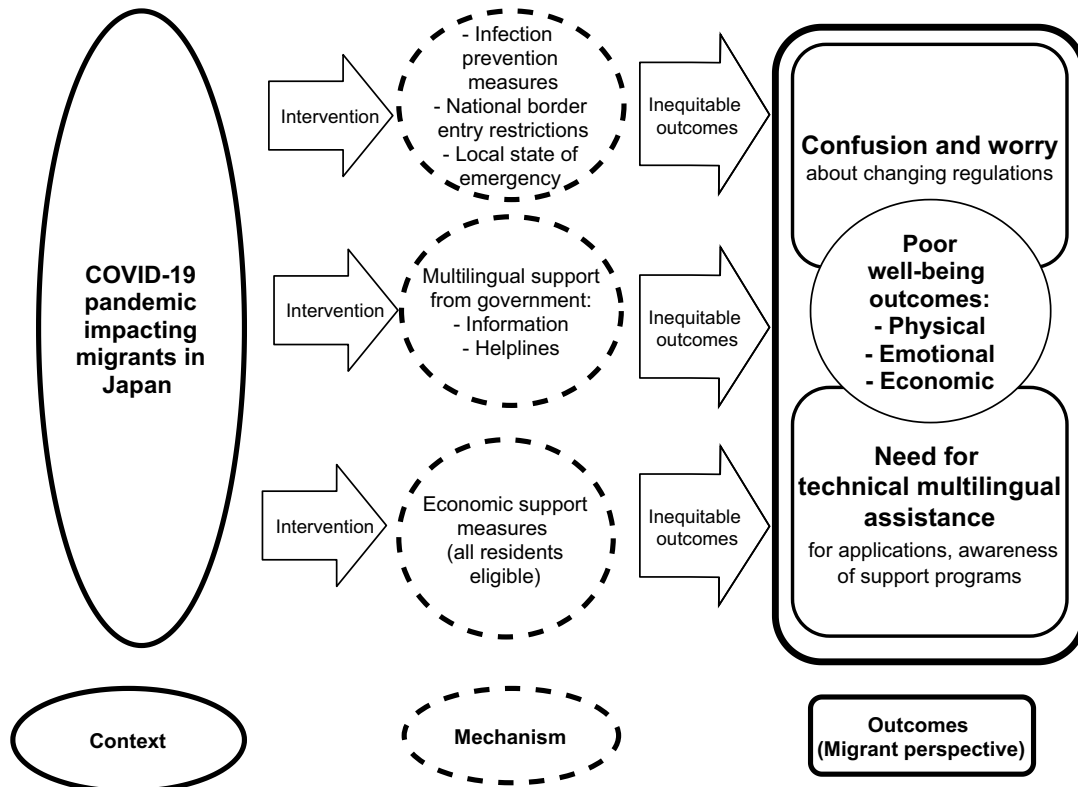 COVID-19
pandemic
impacting
migrants in
Japan
Intervention
- Infection
prevention
measures
- National border
entry restrictions
- Local state of
emergency
Inequitable
outcomes
Intervention
Multilingual support
from government:
- Information
- Helplines
Inequitable
outcomes
Intervention
Economic support
measures
(all residents
eligible)
Inequitable
outcomes
Confusion and worry
about changing regulations
Poor
well-being
outcomes:
- Physical
- Emotional
- Economic
Need for
technical multilingual
assistance
for applications, awareness
of support programs
Context
Mechanism
Outcomes
(Migrant perspective)